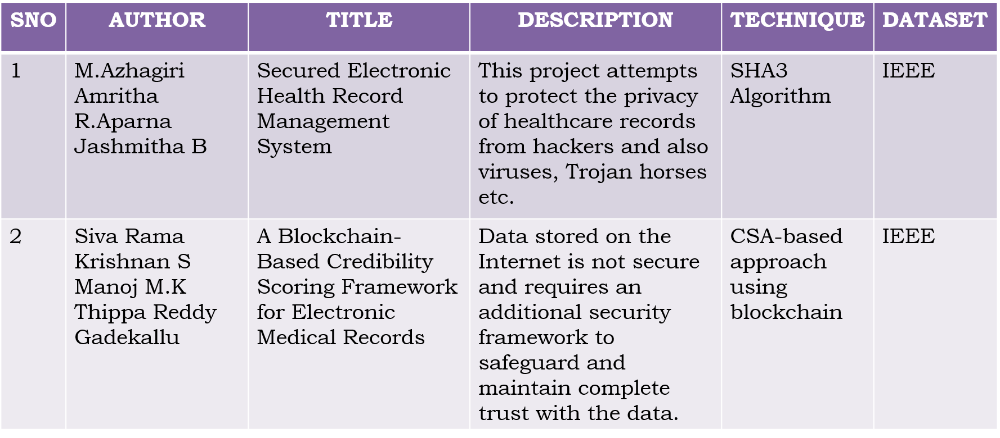 SNO AUTHOR TITLE DESCRIPTION TECHNIQUE DATASET
1
M.Azhagiri
Amritha
R.Aparna
Jashmitha B
Secured Electronic
Health Record
Management
System
This project attempts
to protect the privacy
of healthcare records
from hackers and also
viruses, Trojan horses
etc.
SHA3
Algorithm
IEEE
2
Siva Rama
Krishnan S
Manoj M.K
Thippa Reddy
Gadekallu
A Blockchain-
Based Credibility
Scoring Framework
for Electronic
Medical Records
Data stored on the
Internet is not secure
and requires an
additional security
framework to
safeguard and
maintain complete
trust with the data.
CSA-based
approach
using
blockchain
IEEE